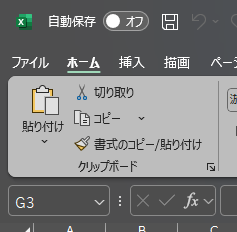 自動保存 オフ
ファイル ホーム 挿入 描画
貼り付け
切り取り
コピー
書式のコピー/貼り付け
クリップボード
G3 fx
A B C